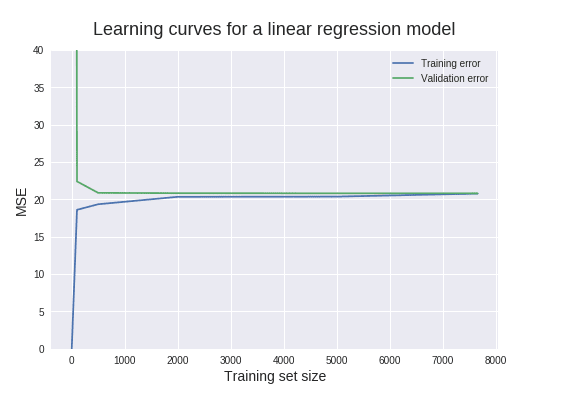 Learning curves for a linear regression model
40
35
30
25
20
15
10
5
0
MSE
Training error
Validation error
0 1000 2000 3000 4000 5000 6000 7000 8000
Training set size